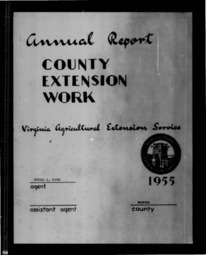 Annual Report
COUNTY
EXTENSION
WORK
Virginia Agricultural Extension Service
1955
agent
assistant agent
county